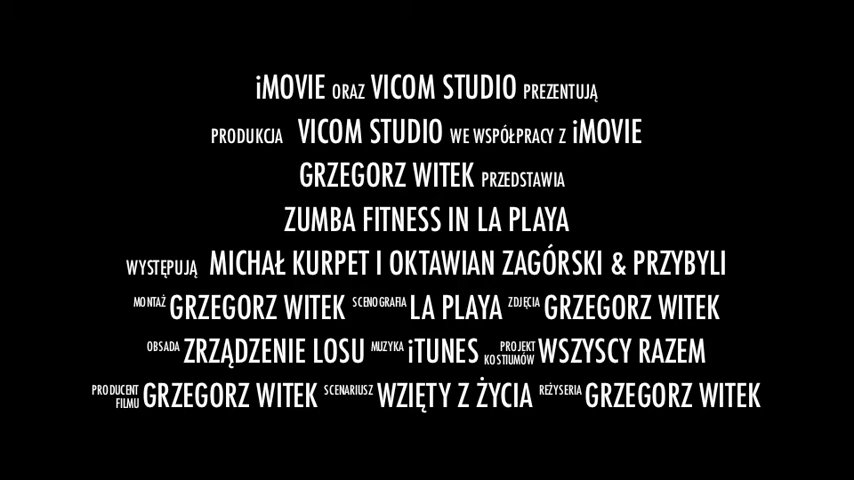 iMOVIE ORAZ VICOM STUDIO PREZENTUJĄ
PRODUKCJA VICOM STUDIO WE WSPÓŁPRACY Z iMOVIE
GRZEGORZ WITEK PRZEDSTAWIA
ZUMBA FITNESS IN LA PLAYA
WYSTĘPUJĄ MICHAŁ KURPET I OKTAWIAN ZAGÓRSKI & PRZYBYLI
MONTAŻ GRZEGORZ WITEK SCENOGRAFIA LA PLAYA ZDJĘCIA GRZEGORZ WITEK
OBSADA ZRZĄDZENIE LOSU MUZYKA iTUNES PROJEKT KOSTIUMÓW WSZYSCY RAZEM
PRODUCENT FILMU GRZEGORZ WITEK SCENARIUSZ WZIĘTY Z ŻYCIA REŻYSERIA GRZEGORZ WITEK